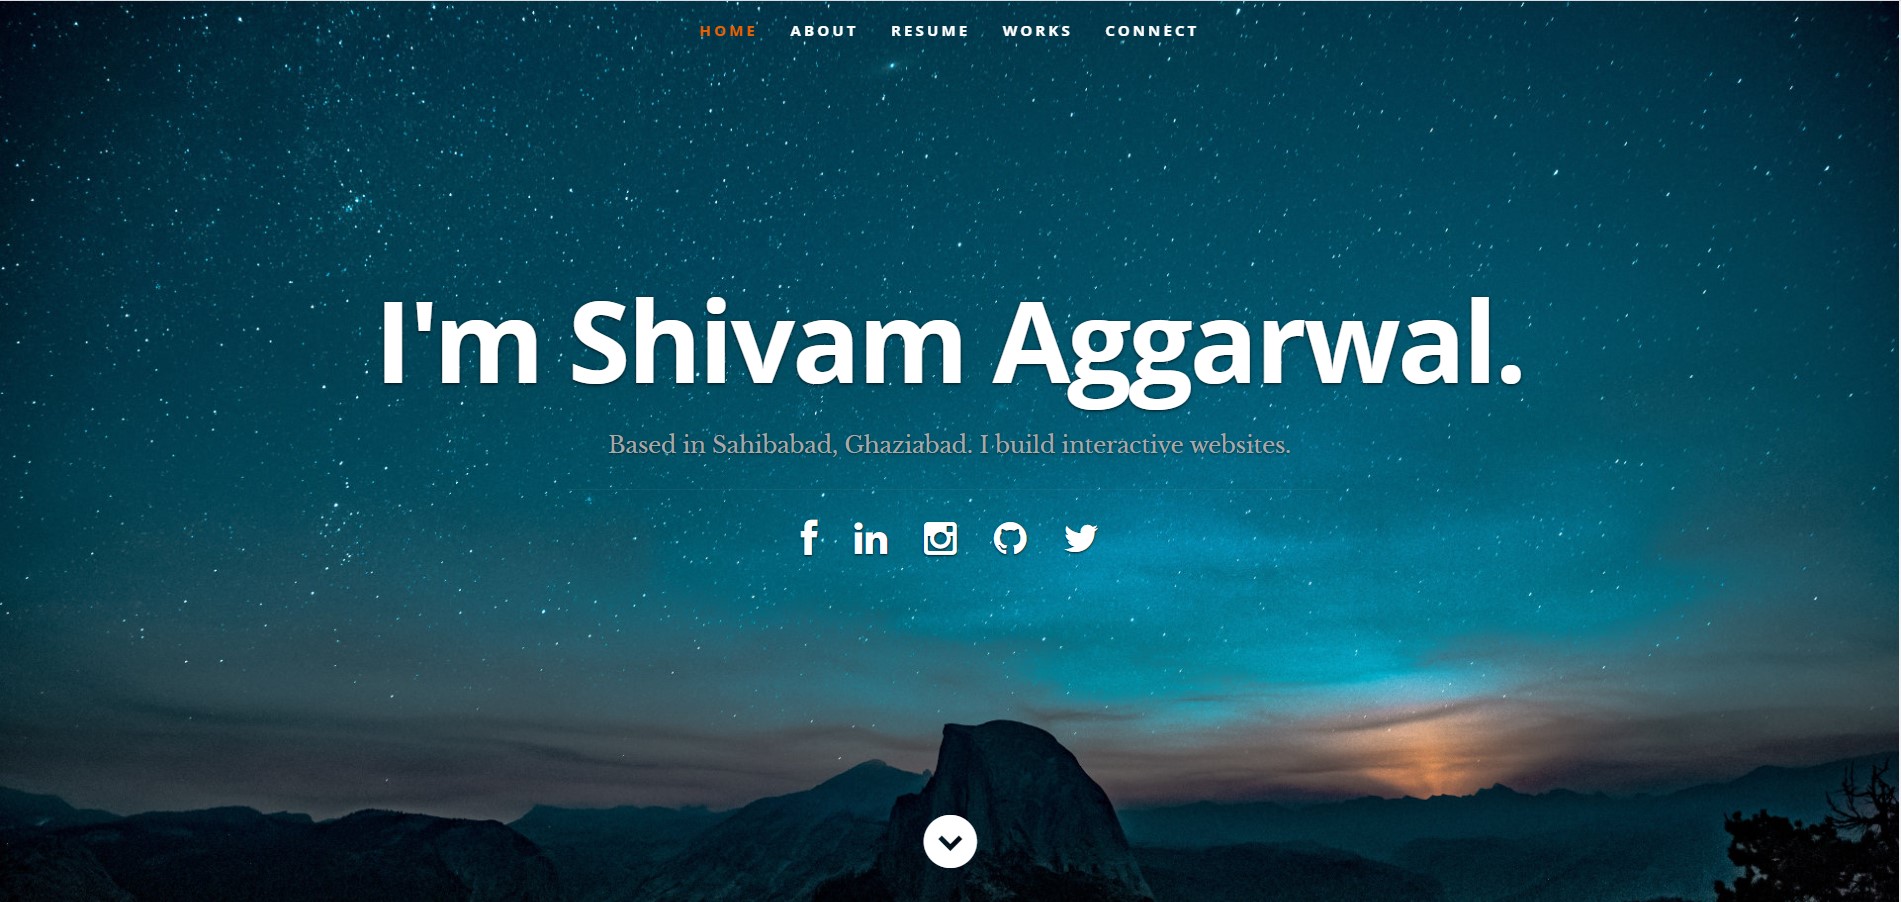 HOME ABOUT RESUME WORKS CONNECT
I'm Shivam Aggarwal.
Based in Sahibabad, Ghaziabad. I build interactive websites.